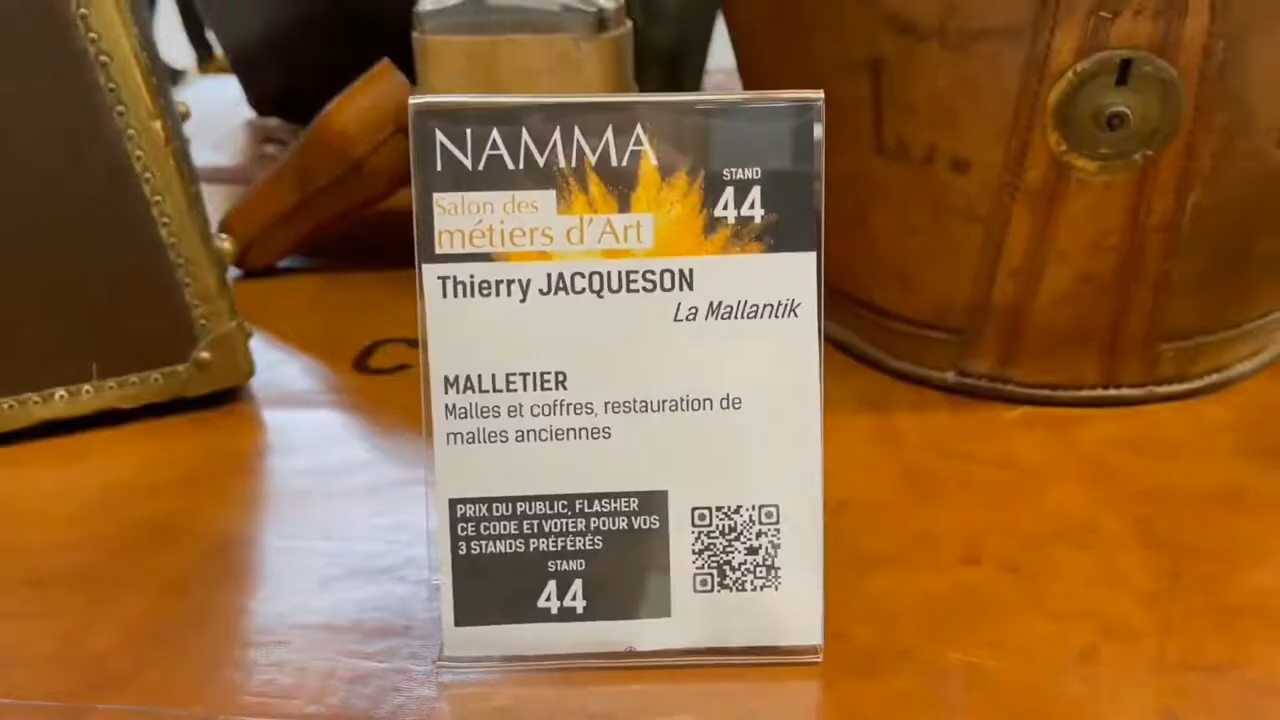 NAMMA
Salon des
métiers d'Art
STAND
44
Thierry JACQUESON
La Mallantik
MALLETIER
Malles et coffres, restauration de
malles anciennes
PRIX DU PUBLIC, FLASHER
CE CODE ET VOTER POUR VOS
3 STANDS PRÉFÉRÉS
STAND
44
C